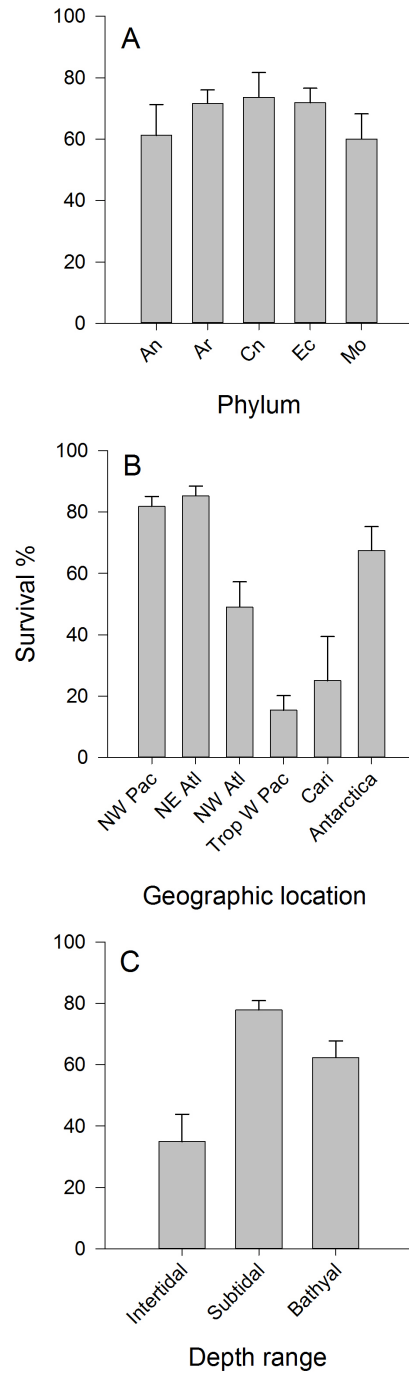 A
100
80
60
40
20
0
An Ar Cn Ec Mo
Phylum
B
100
80
60
40
20
0
Survival %
NW Pac NE Atl NW Atl Trop W Pac Cari Antarctica
Geographic location
C
100
80
60
40
20
0
Intertidal Subtidal Bathyal
Depth range